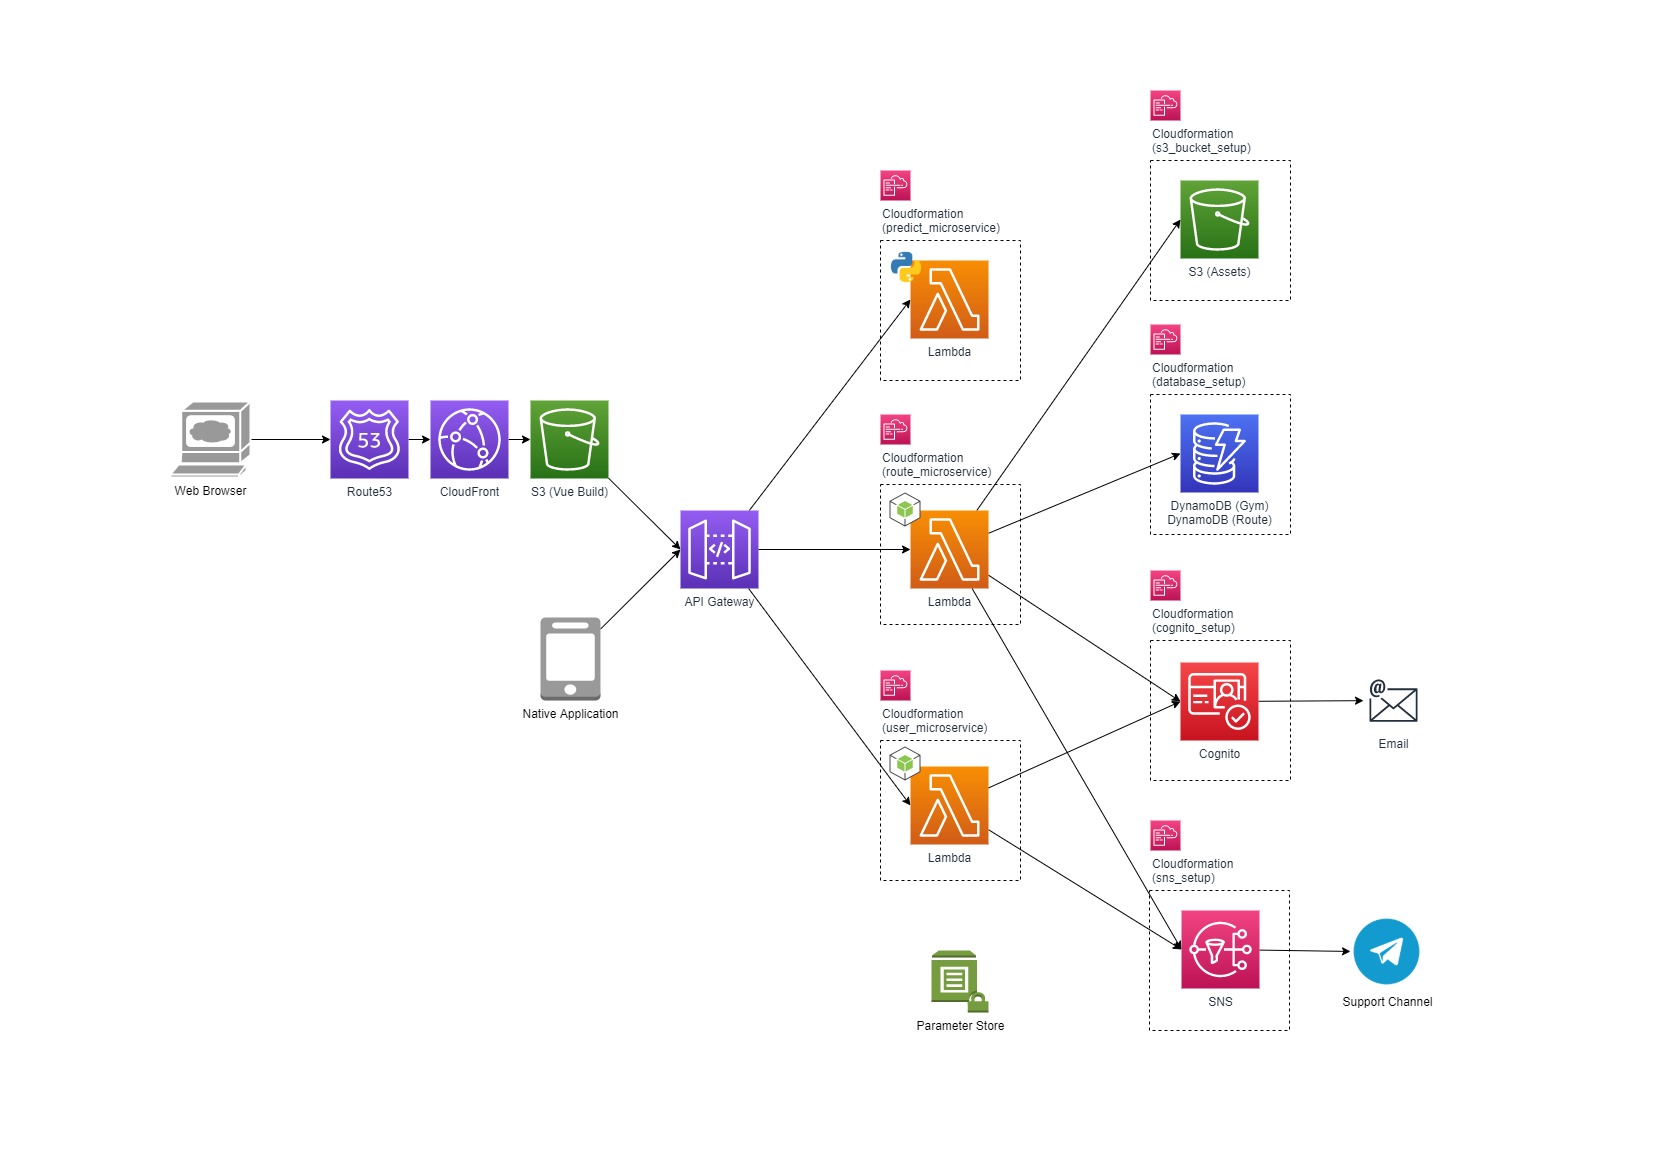 Cloudformation
(s3_bucket_setup)
S3 (Assets)
Cloudformation
(predict_microservice)
Lambda
Cloudformation
(database_setup)
DynamoDB (Gym)
DynamoDB (Route)
53
Web Browser
Route53
CloudFront
S3 (Vue Build)
Cloudformation
(route_microservice)
Lambda
</>
API Gateway
Native Application
Cloudformation
(cognito_setup)
Cognito
@
Email
Cloudformation
(user_microservice)
Lambda
Cloudformation
(sns_setup)
SNS
Support Channel
Parameter Store